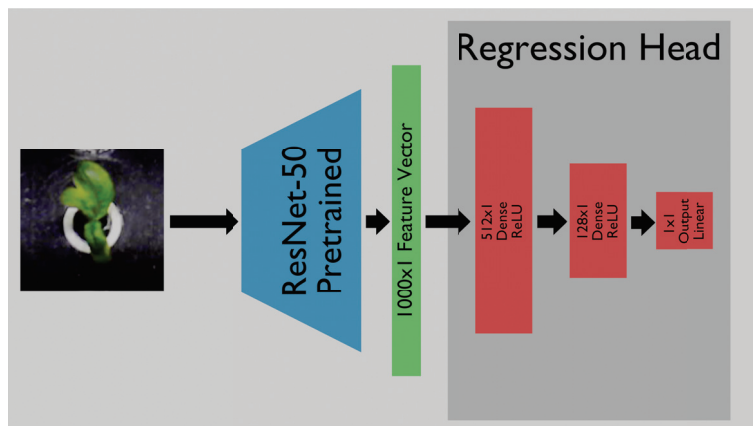 Regression Head
ResNet-50
Pretrained
1000x1 Feature Vector
512x1
Dense
ReLU
128x1
Dense
ReLU
1x1
Output
Linear